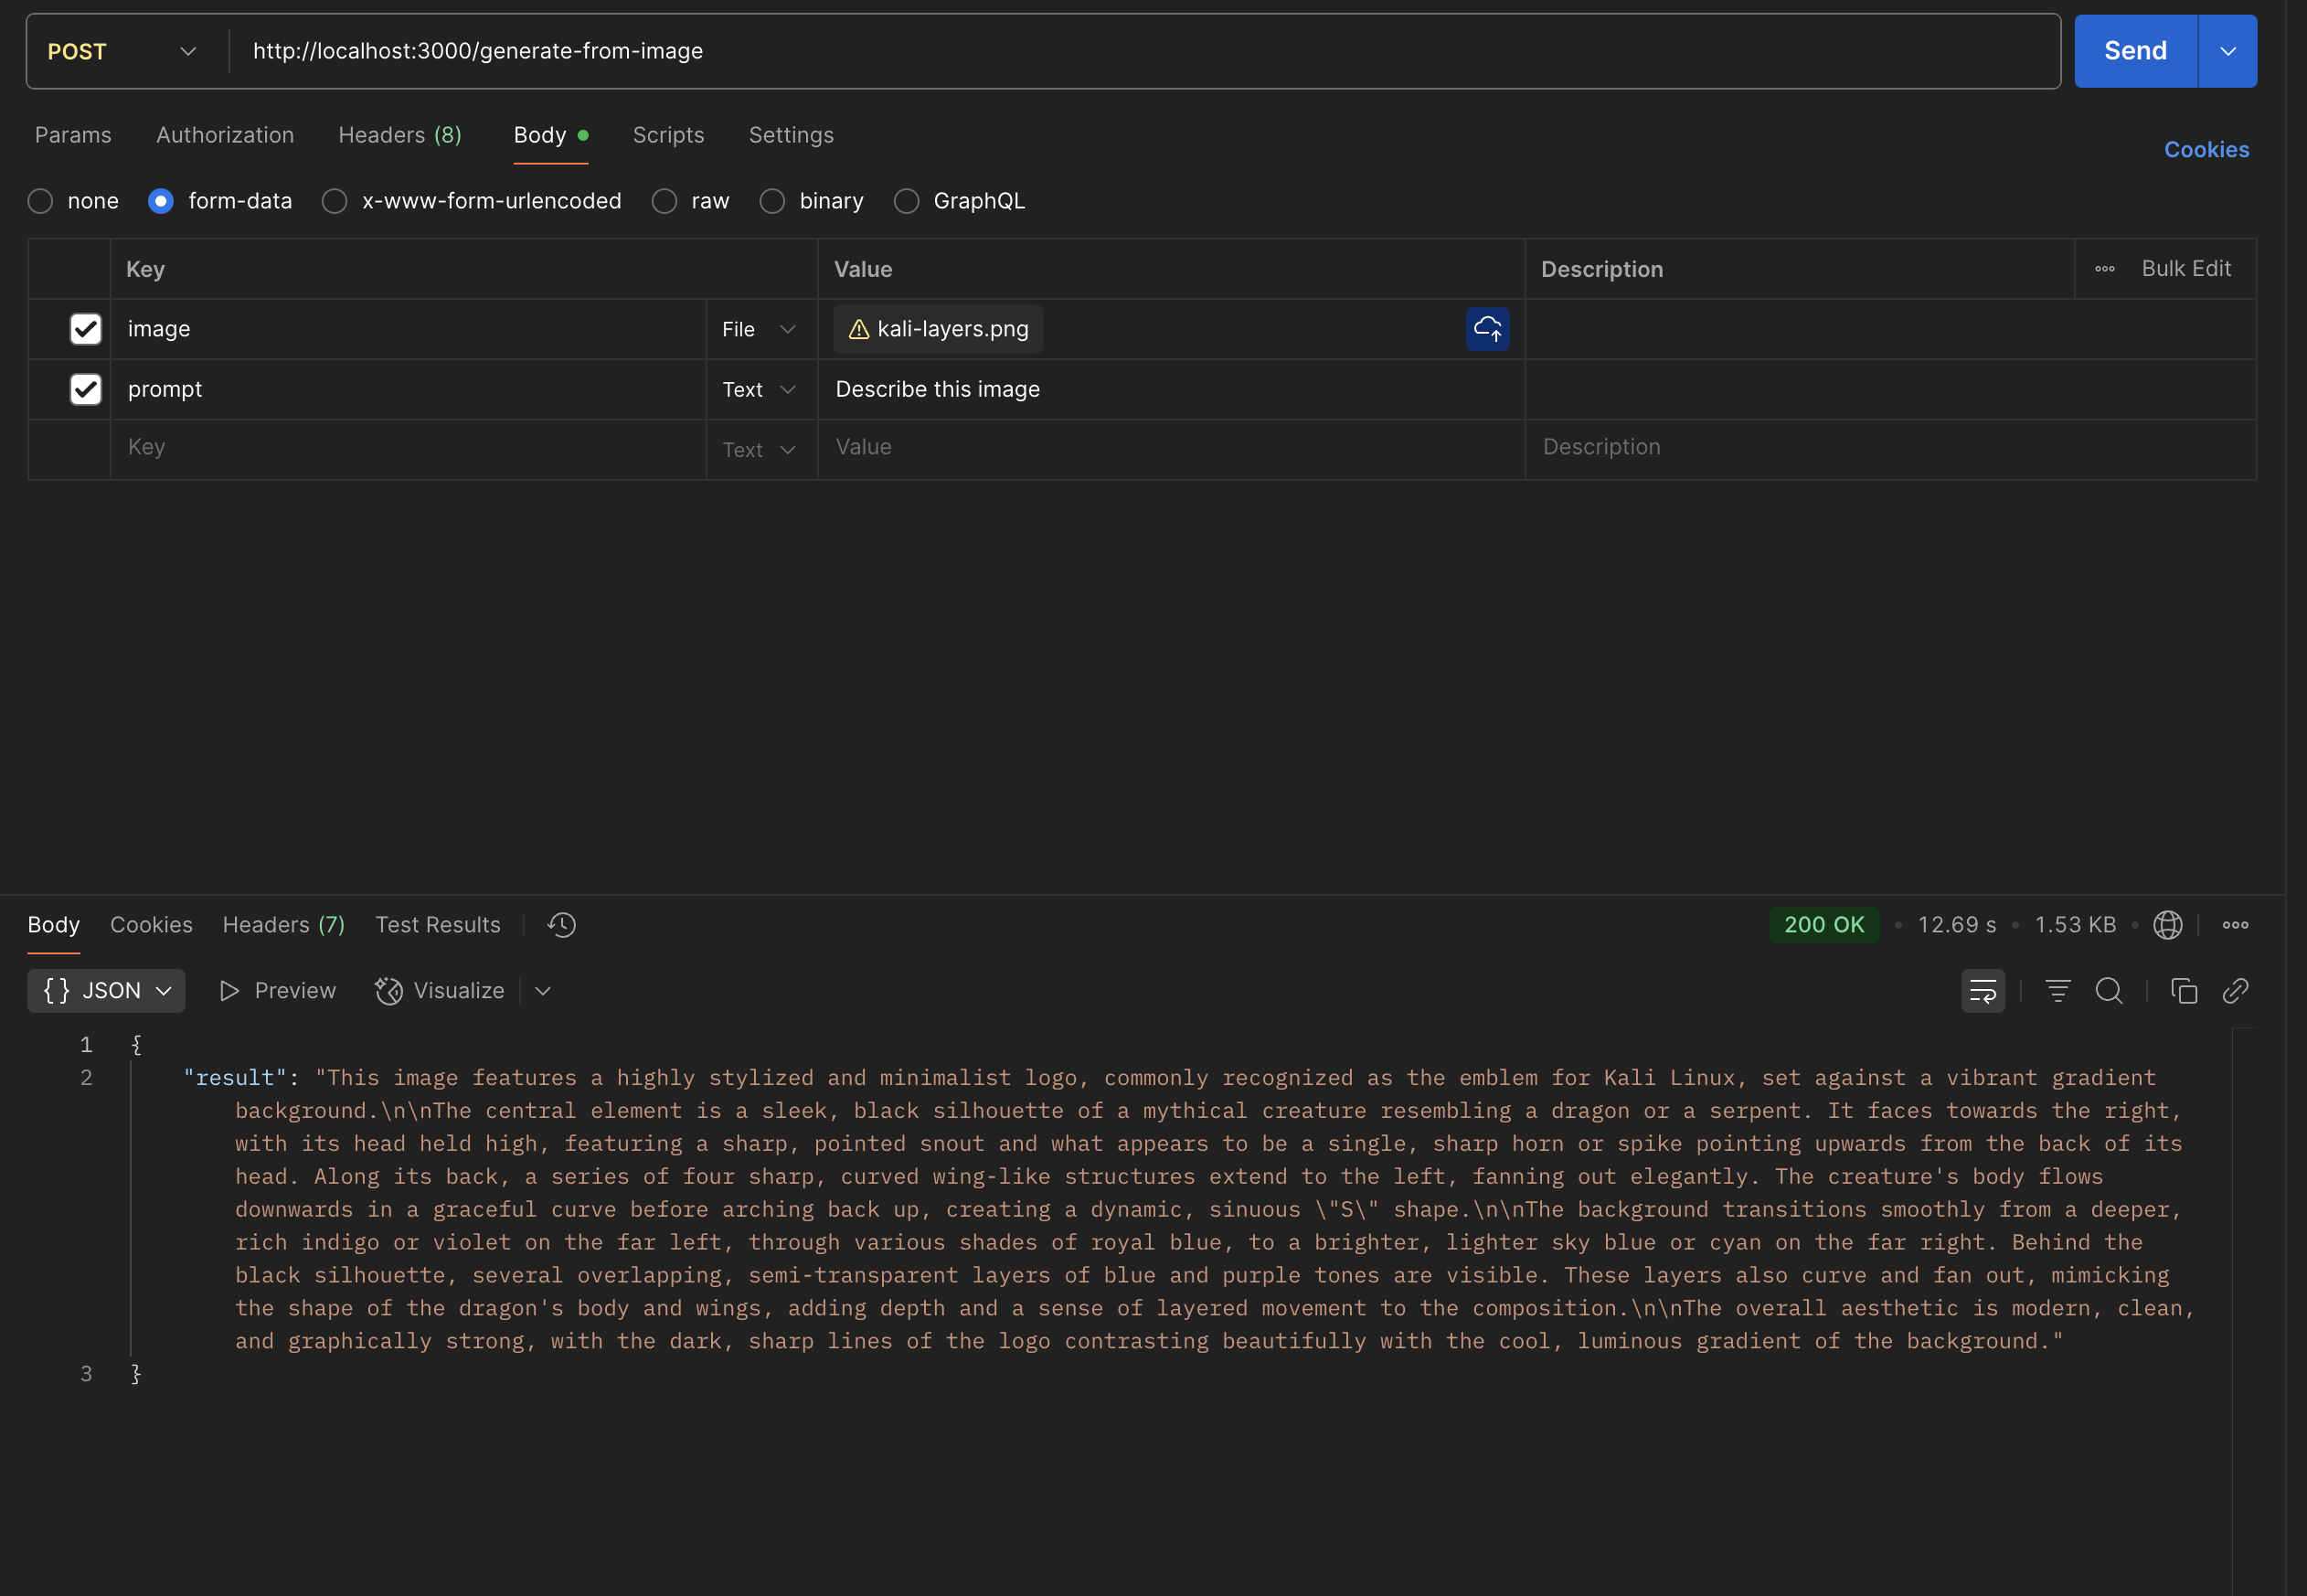 POST http://localhost:3000/generate-from-image Send
Params Authorization Headers (8) Body Scripts Settings Cookies
none form-data x-www-form-urlencoded raw binary GraphQL
Key Value Description Bulk Edit
image File kali-layers.png
prompt Text Describe this image
Key Text Value Description
Body Cookies Headers (7) Test Results 200 OK 12.69 s 1.53 KB
{ } JSON Preview Visualize
1 {
2 "result": "This image features a highly stylized and minimalist logo, commonly recognized as the emblem for Kali Linux, set against a vibrant gradient
background.\n\nThe central element is a sleek, black silhouette of a mythical creature resembling a dragon or a serpent. It faces towards the right,
with its head held high, featuring a sharp, pointed snout and what appears to be a single, sharp horn or spike pointing upwards from the back of its
head. Along its back, a series of four sharp, curved wing-like structures extend to the left, fanning out elegantly. The creature's body flows
downwards in a graceful curve before arching back up, creating a dynamic, sinuous \"S\" shape.\n\nThe background transitions smoothly from a deeper,
rich indigo or violet on the far left, through various shades of royal blue, to a brighter, lighter sky blue or cyan on the far right. Behind the
black silhouette, several overlapping, semi-transparent layers of blue and purple tones are visible. These layers also curve and fan out, mimicking
the shape of the dragon's body and wings, adding depth and a sense of layered movement to the composition.\n\nThe overall aesthetic is modern, clean,
and graphically strong, with the dark, sharp lines of the logo contrasting beautifully with the cool, luminous gradient of the background."
3 }